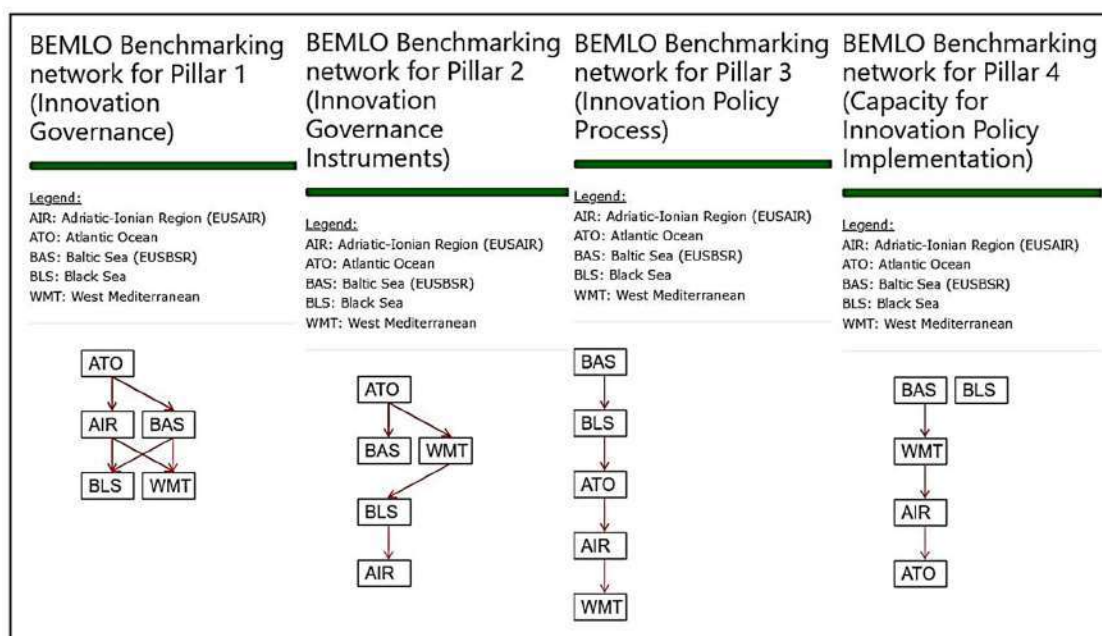 BEMLO Benchmarking
network for Pillar 1
(Innovation
Governance)
Legend:
AIR: Adriatic-Ionian Region (EUSAIR)
ATO: Atlantic Ocean
BAS: Baltic Sea (EUSBSR)
BLS: Black Sea
WMT: West Mediterranean
ATO
AIR BAS
BLS WMT
BEMLO Benchmarking
network for Pillar 2
(Innovation
Governance
Instruments)
Legend:
AIR: Adriatic-Ionian Region (EUSAIR)
ATO: Atlantic Ocean
BAS: Baltic Sea (EUSBSR)
BLS: Black Sea
WMT: West Mediterranean
ATO
BAS WMT
BLS
AIR
BEMLO Benchmarking
network for Pillar 3
(Innovation Policy
Process)
Legend:
AIR: Adriatic-Ionian Region (EUSAIR)
ATO: Atlantic Ocean
BAS: Baltic Sea (EUSBSR)
BLS: Black Sea
WMT: West Mediterranean
BAS
BLS
ATO
AIR
WMT
BEMLO Benchmarking
network for Pillar 4
(Capacity for
Innovation Policy
Implementation)
Legend:
AIR: Adriatic-Ionian Region (EUSAIR)
ATO: Atlantic Ocean
BAS: Baltic Sea (EUSBSR)
BLS: Black Sea
WMT: West Mediterranean
BAS BLS
WMT
AIR
ATO